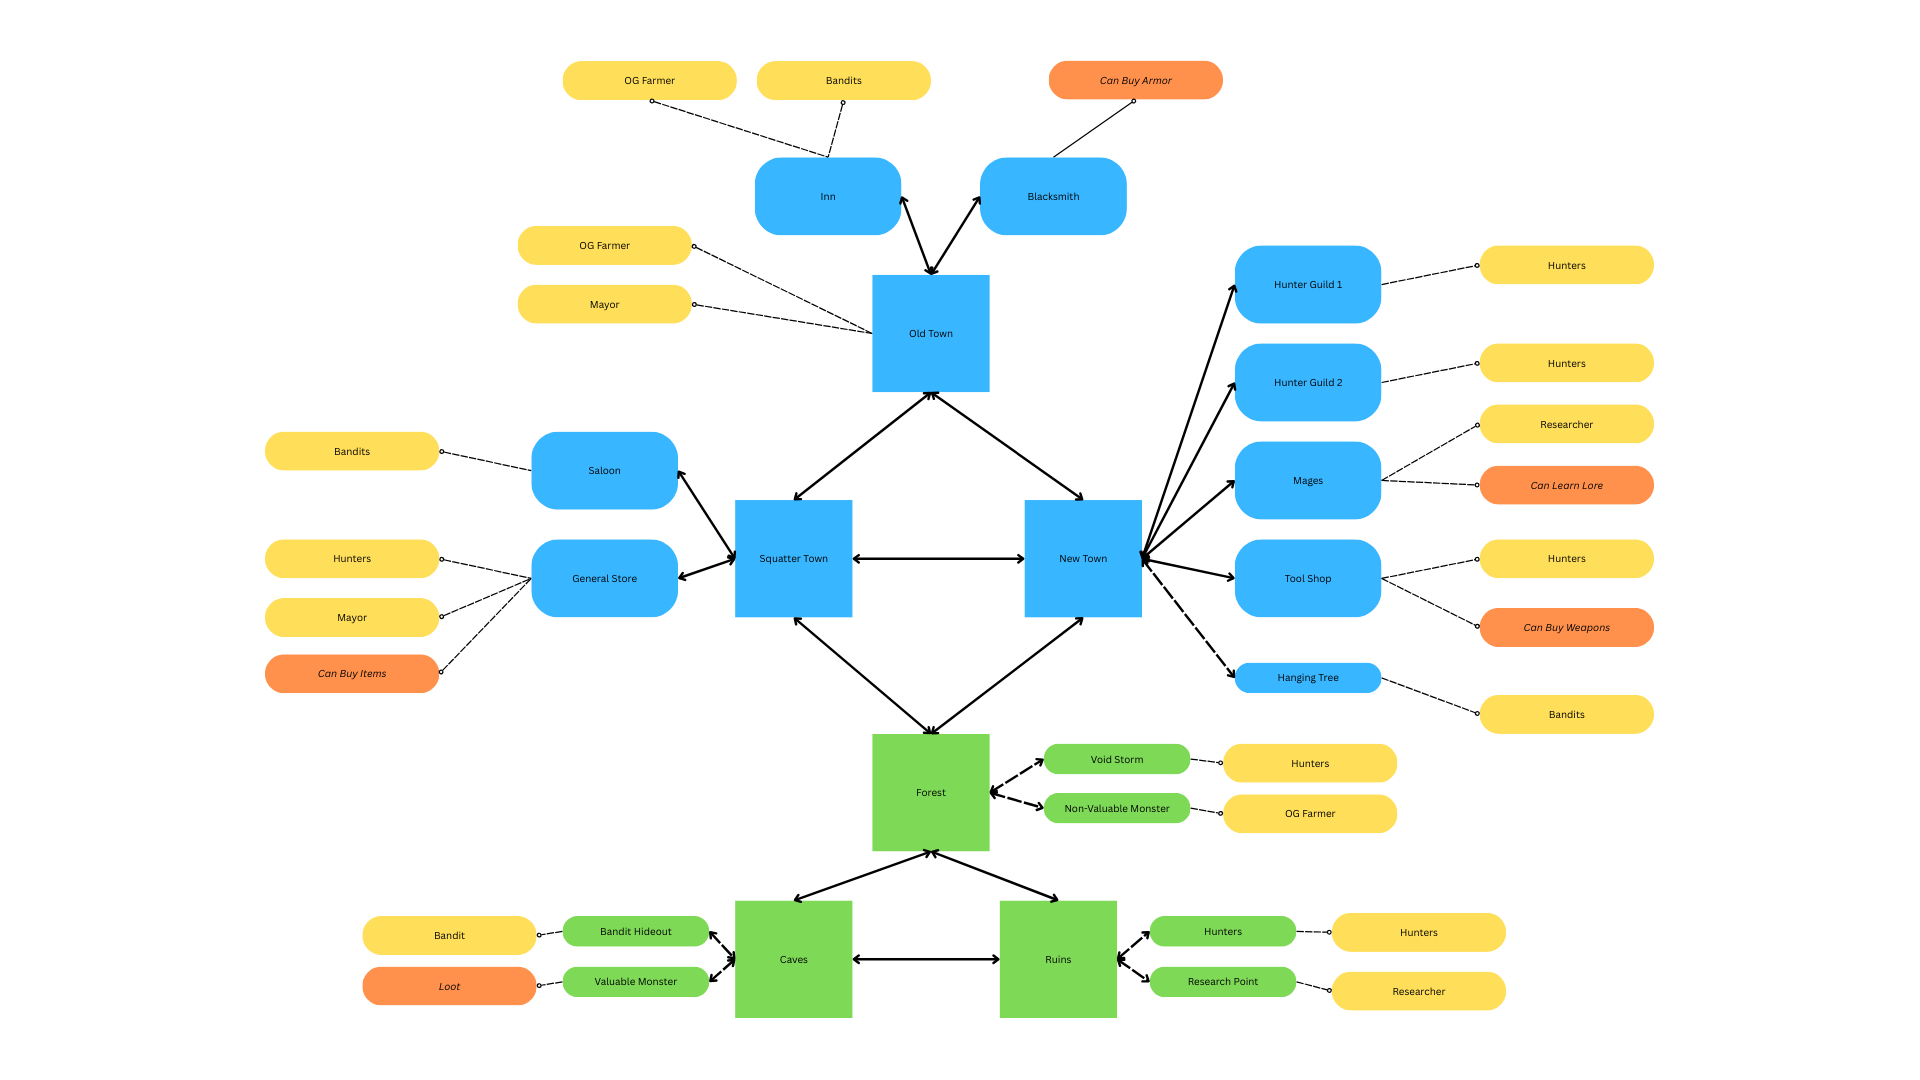 OG Farmer
Bandits
Can Buy Armor
Inn
Blacksmith
OG Farmer
Mayor
Old Town
Hunter Guild 1
Hunters
Hunter Guild 2
Hunters
Researcher
Mages
Can Learn Lore
Bandits
Saloon
Hunters
General Store
Mayor
Can Buy Items
Squatter Town
New Town
Tool Shop
Hunters
Can Buy Weapons
Hanging Tree
Bandits
Forest
Void Storm
Hunters
Non-Valuable Monster
OG Farmer
Bandit
Bandit Hideout
Loot
Valuable Monster
Caves
Ruins
Hunters
Hunters
Research Point
Researcher